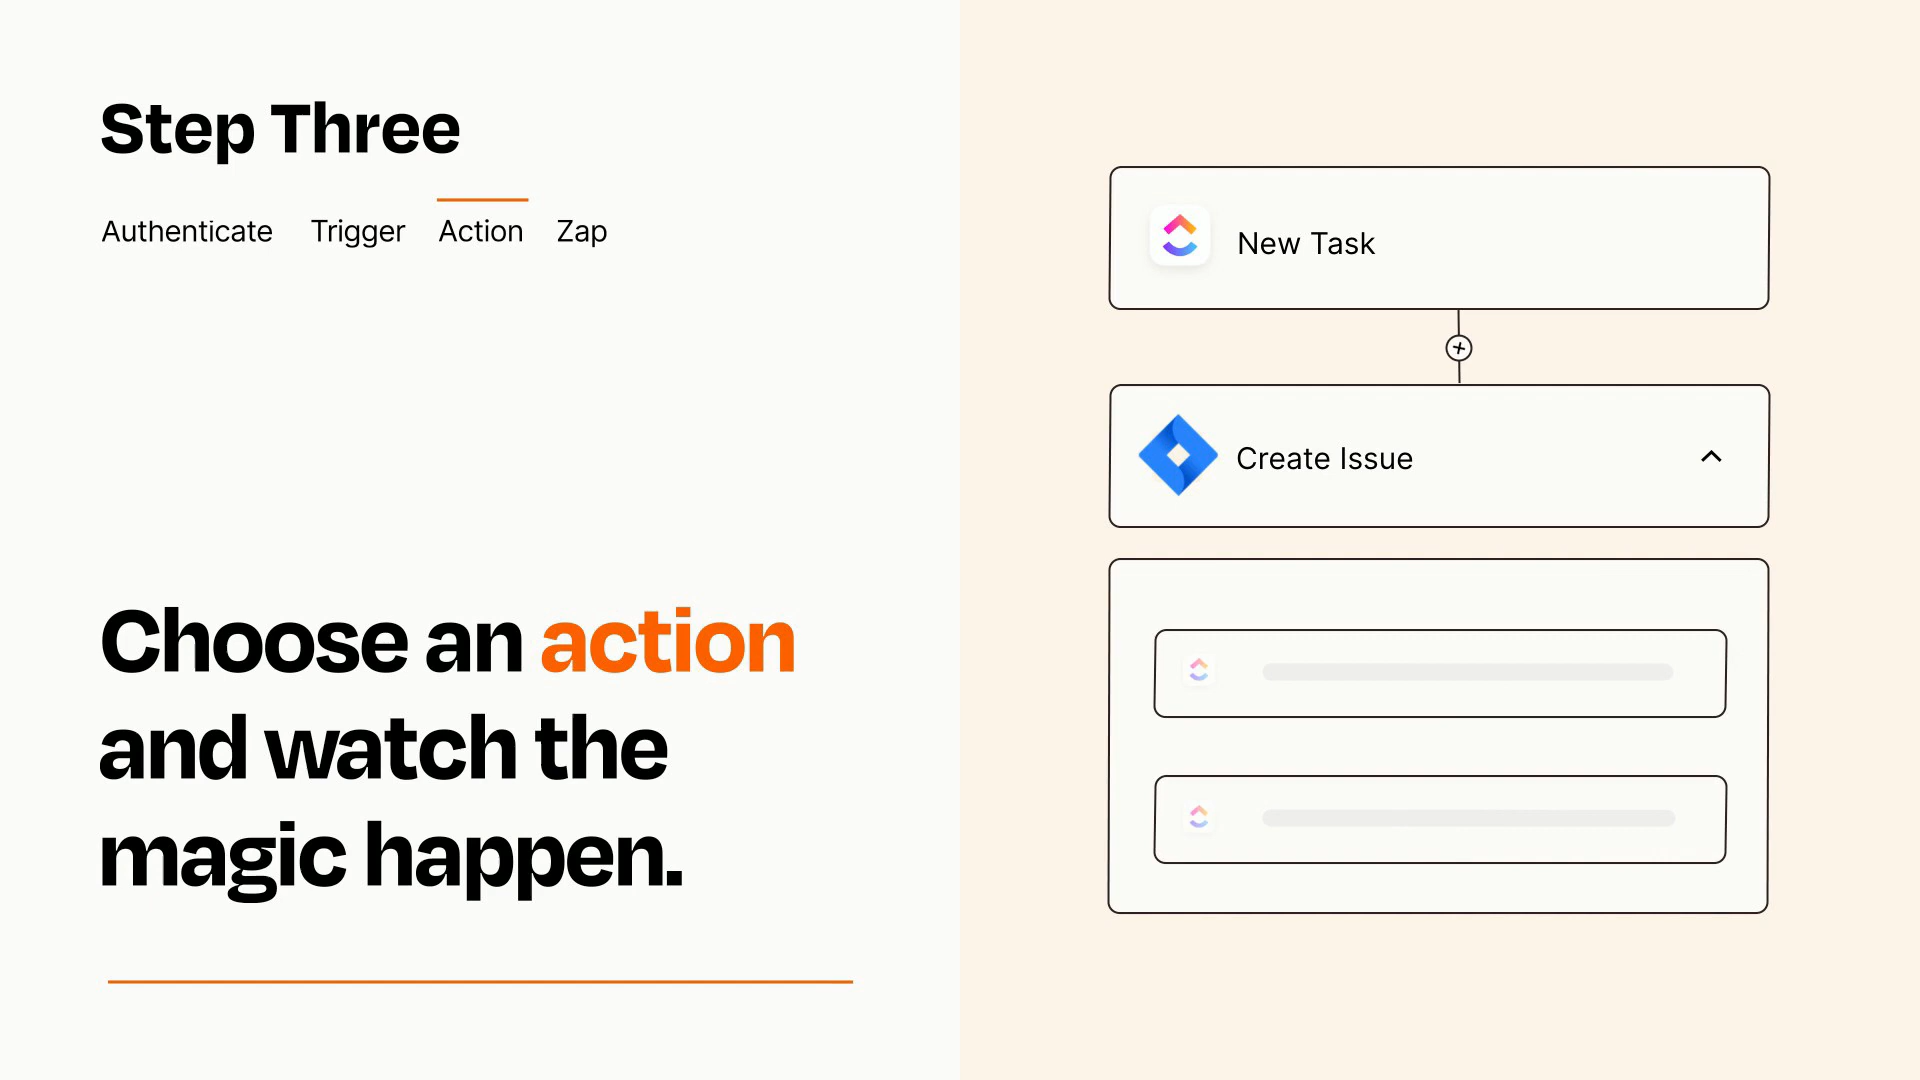 Step Three
Authenticate Trigger Action Zap
Choose an action
and watch the
magic happen.
New Task
Create Issue